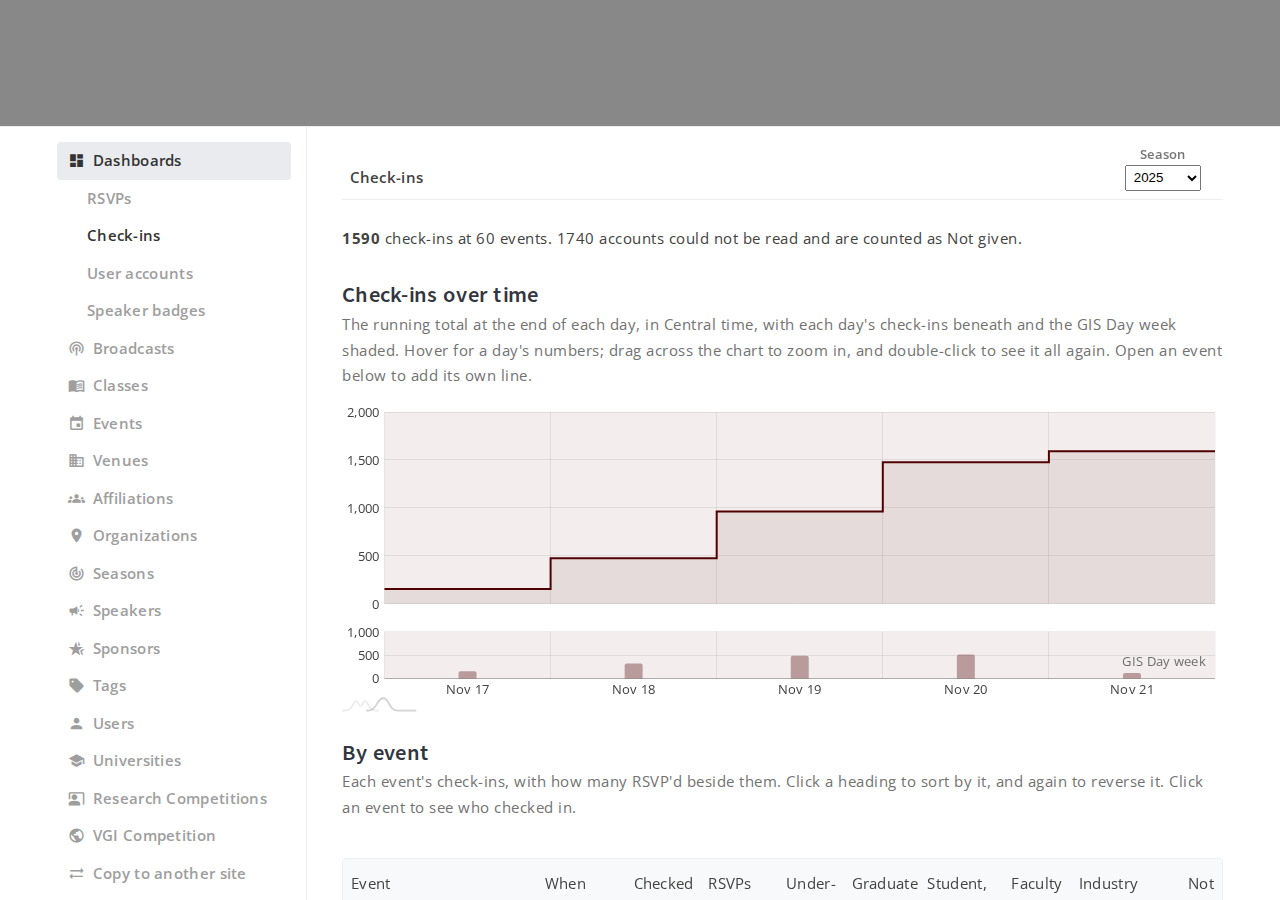 Dashboards
RSVPs
Check-ins
User accounts
Speaker badges
Broadcasts
Classes
Events
Venues
Affiliations
Organizations
Seasons
Speakers
Sponsors
Tags
Users
Universities
Research Competitions
VGI Competition
Copy to another site
Check-ins
Season
2025
1590 check-ins at 60 events. 1740 accounts could not be read and are counted as Not given.
Check-ins over time
The running total at the end of each day, in Central time, with each day's check-ins beneath and the GIS Day week
shaded. Hover for a day's numbers; drag across the chart to zoom in, and double-click to see it all again. Open an event
below to add its own line.
2,000
1,500
1,000
500
0
1,000
500
0
GIS Day week
Nov 17 Nov 18 Nov 19 Nov 20 Nov 21
By event
Each event's check-ins, with how many RSVP'd beside them. Click a heading to sort by it, and again to reverse it. Click
an event to see who checked in.
Event When Checked RSVPs Under- Graduate Student, Faculty Industry Not